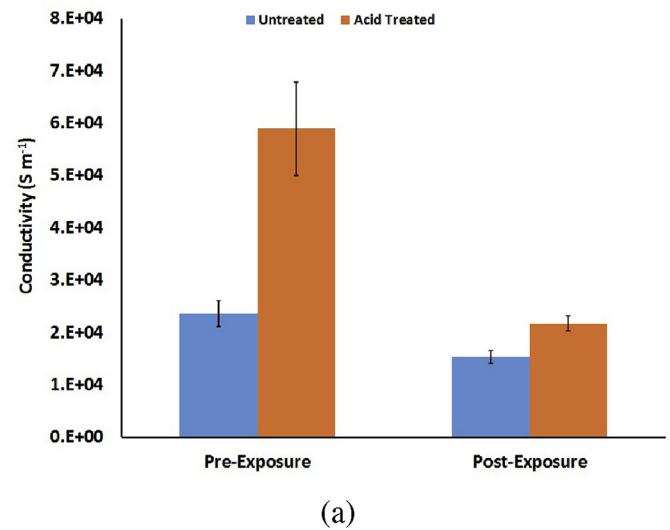 Untreated Acid Treated
8.E+04
7.E+04
6.E+04
5.E+04
4.E+04
3.E+04
2.E+04
1.E+04
0.E+00
Conductivity (S m⁻¹)
Pre-Exposure Post-Exposure
(a)